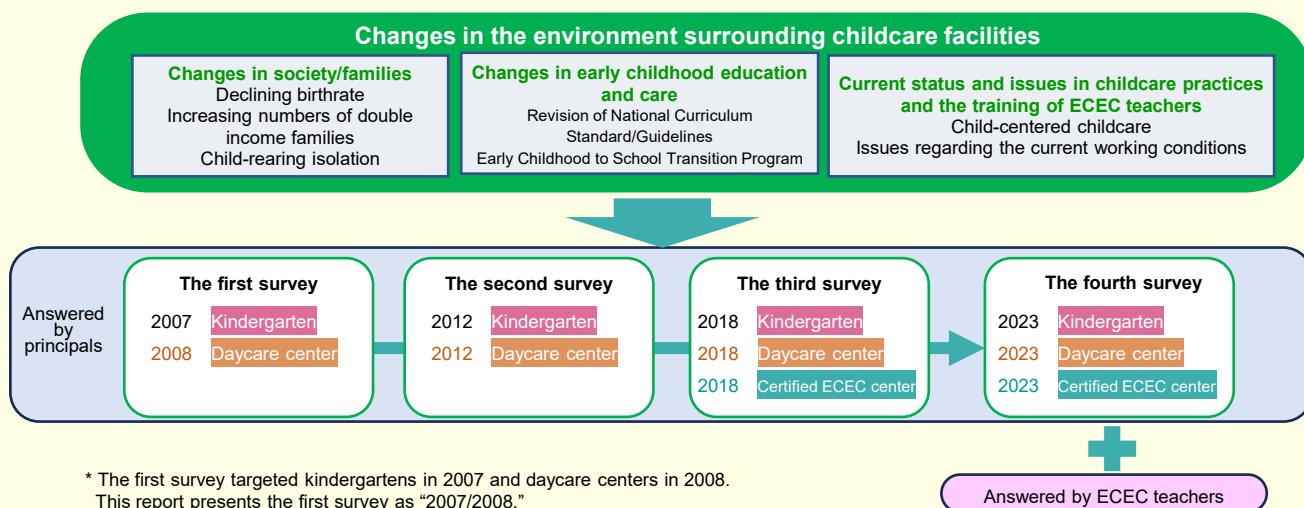 Changes in the environment surrounding childcare facilities
Changes in society/families
Declining birthrate
Increasing numbers of double
income families
Child-rearing isolation
Changes in early childhood education
and care
Revision of National Curriculum
Standard/Guidelines
Early Childhood to School Transition Program
Current status and issues in childcare practices
and the training of ECEC teachers
Child-centered childcare
Issues regarding the current working conditions
Answered
by
principals
The first survey
2007 Kindergarten
2008 Daycare center
The second survey
2012 Kindergarten
2012 Daycare center
The third survey
2018 Kindergarten
2018 Daycare center
2018 Certified ECEC center
The fourth survey
2023 Kindergarten
2023 Daycare center
2023 Certified ECEC center
* The first survey targeted kindergartens in 2007 and daycare centers in 2008.
This report presents the first survey as “2007/2008.”
Answered by ECEC teachers